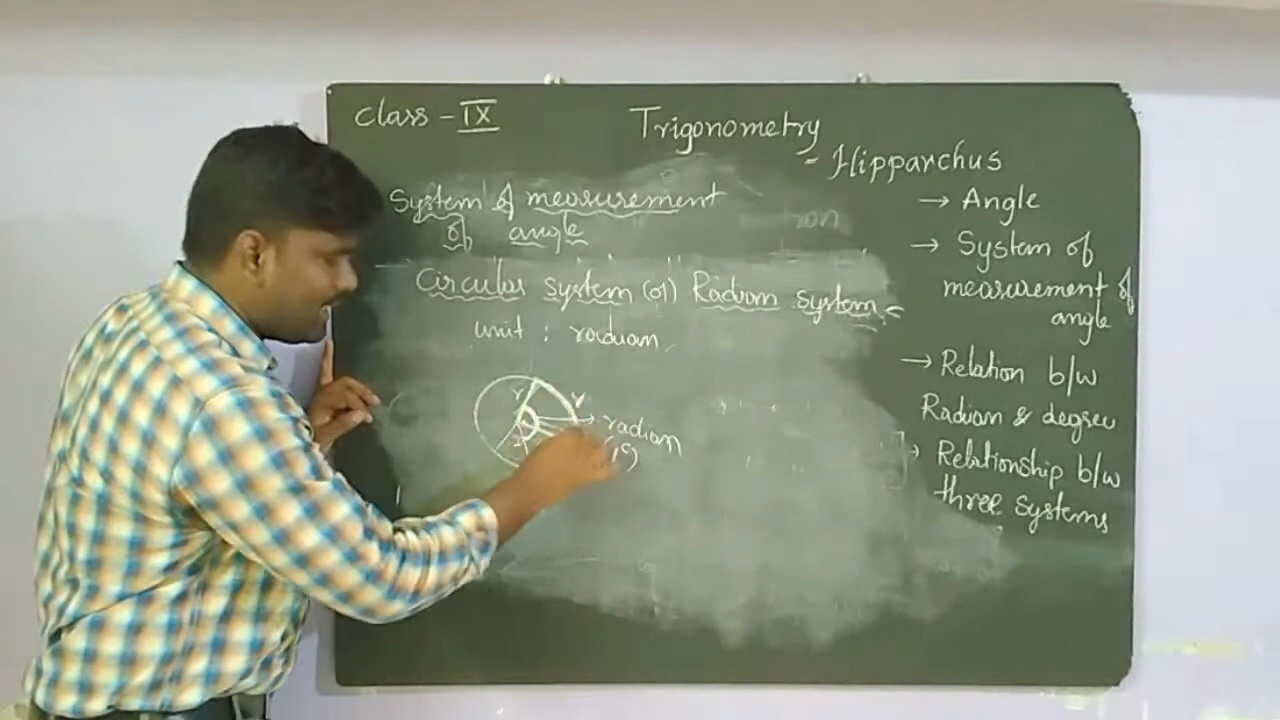 Class - IX
Trigonometry
- Hipparchus
System of measurement
of angle
Circular system (or) Radian system
unit : radian
r
r
r
radian
(1ᶜ)
→ Angle
→ System of
measurement of
angle
→ Relation b/w
Radian & degree
→ Relationship b/w
three systems